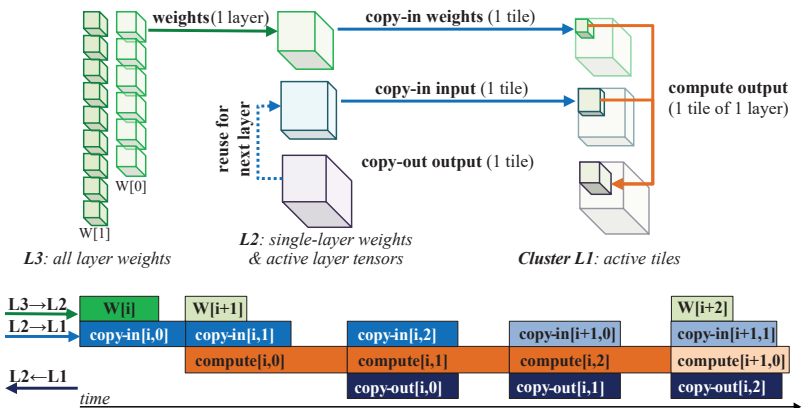 weights(1 layer)
copy-in weights (1 tile)
copy-in input (1 tile)
compute output
(1 tile of 1 layer)
reuse for
next layer
copy-out output (1 tile)
W[0]
W[1]
L3: all layer weights
L2: single-layer weights
& active layer tensors
Cluster L1: active tiles
L3→L2
W[i]
W[i+1]
W[i+2]
L2→L1
copy-in[i,0]
copy-in[i,1]
copy-in[i,2]
copy-in[i+1,0]
copy-in[i+1,1]
compute[i,0]
compute[i,1]
compute[i,2]
compute[i+1,0]
L2←L1
copy-out[i,0]
copy-out[i,1]
copy-out[i,2]
time